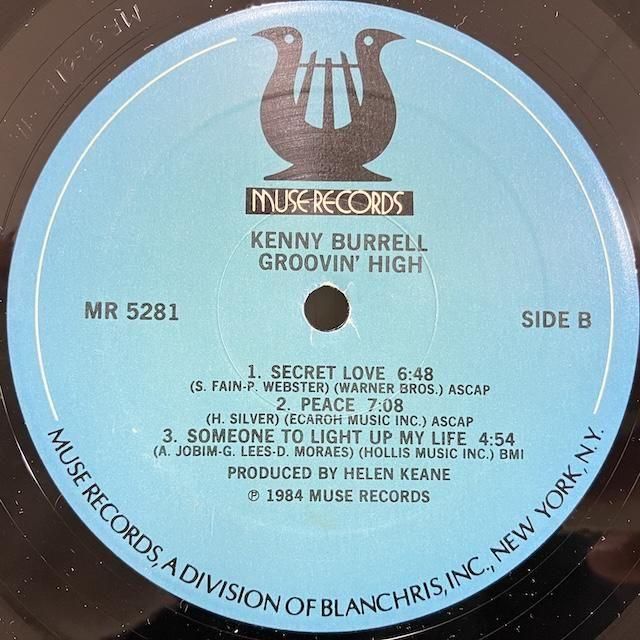 MUSE RECORDS
KENNY BURRELL
GROOVIN' HIGH
MR 5281
SIDE B
1. SECRET LOVE 6:48
(S. FAIN-P. WEBSTER) (WARNER BROS.) ASCAP
2. PEACE 7:08
(H. SILVER) (ECAROH MUSIC INC.) ASCAP
3. SOMEONE TO LIGHT UP MY LIFE 4:54
(A. JOBIM-G. LEES-D. MORAES) (HOLLIS MUSIC INC.) BMI
PRODUCED BY HELEN KEANE
℗ 1984 MUSE RECORDS
MUSE RECORDS, A DIVISION OF BLANCHRIS, INC., NEW YORK, N.Y.